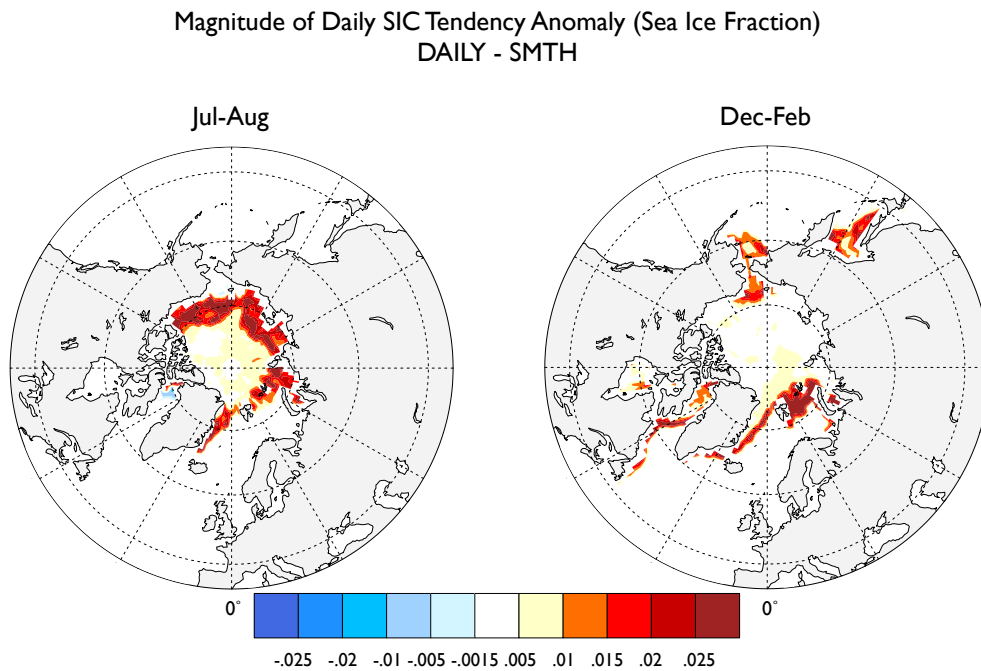 Magnitude of Daily SIC Tendency Anomaly (Sea Ice Fraction)
DAILY - SMTH
Jul-Aug
Dec-Feb
0°
0°
-.025 -.02 -.01 -.005 -.0015 .005 .01 .015 .02 .025